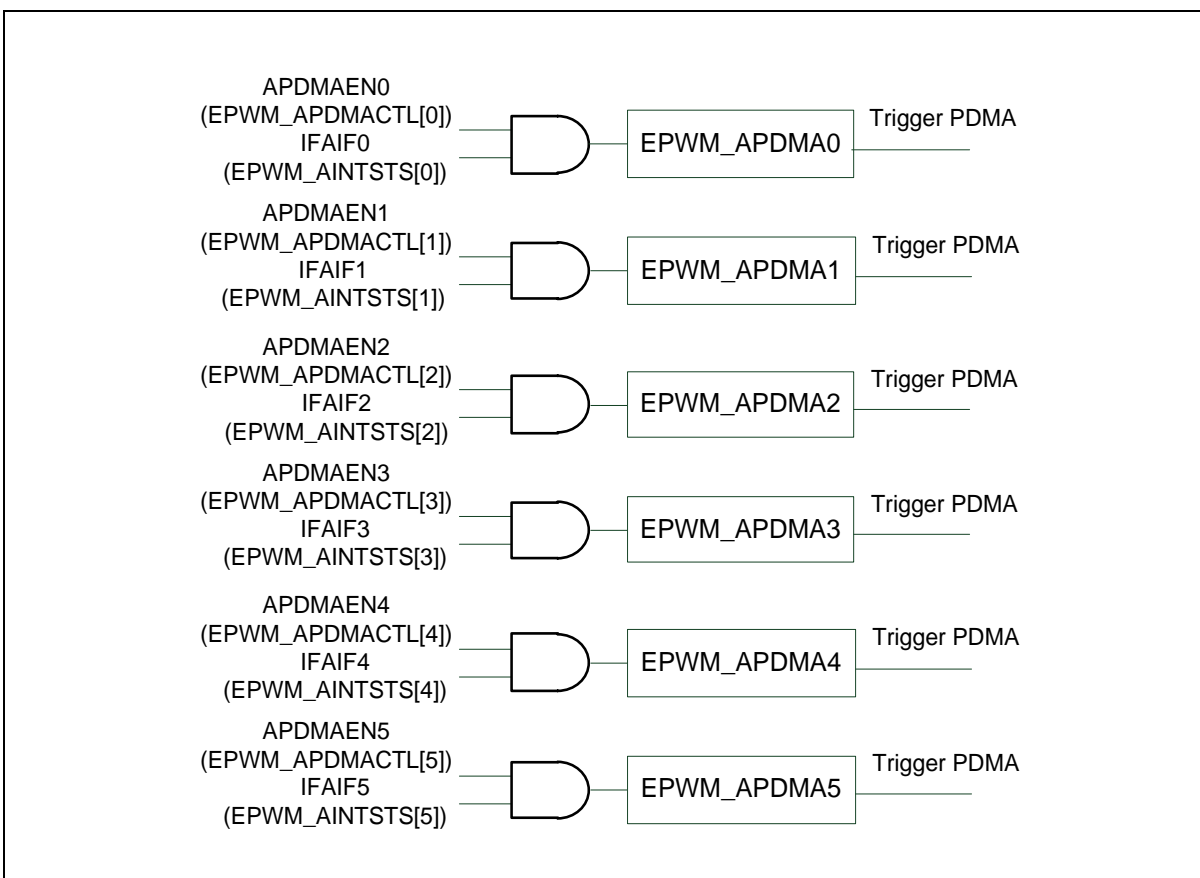 APDMAEN0
(EPWM_APDMACTL[0])
IFAIF0
(EPWM_AINTSTS[0])
EPWM_APDMA0
Trigger PDMA
APDMAEN1
(EPWM_APDMACTL[1])
IFAIF1
(EPWM_AINTSTS[1])
EPWM_APDMA1
Trigger PDMA
APDMAEN2
(EPWM_APDMACTL[2])
IFAIF2
(EPWM_AINTSTS[2])
EPWM_APDMA2
Trigger PDMA
APDMAEN3
(EPWM_APDMACTL[3])
IFAIF3
(EPWM_AINTSTS[3])
EPWM_APDMA3
Trigger PDMA
APDMAEN4
(EPWM_APDMACTL[4])
IFAIF4
(EPWM_AINTSTS[4])
EPWM_APDMA4
Trigger PDMA
APDMAEN5
(EPWM_APDMACTL[5])
IFAIF5
(EPWM_AINTSTS[5])
EPWM_APDMA5
Trigger PDMA